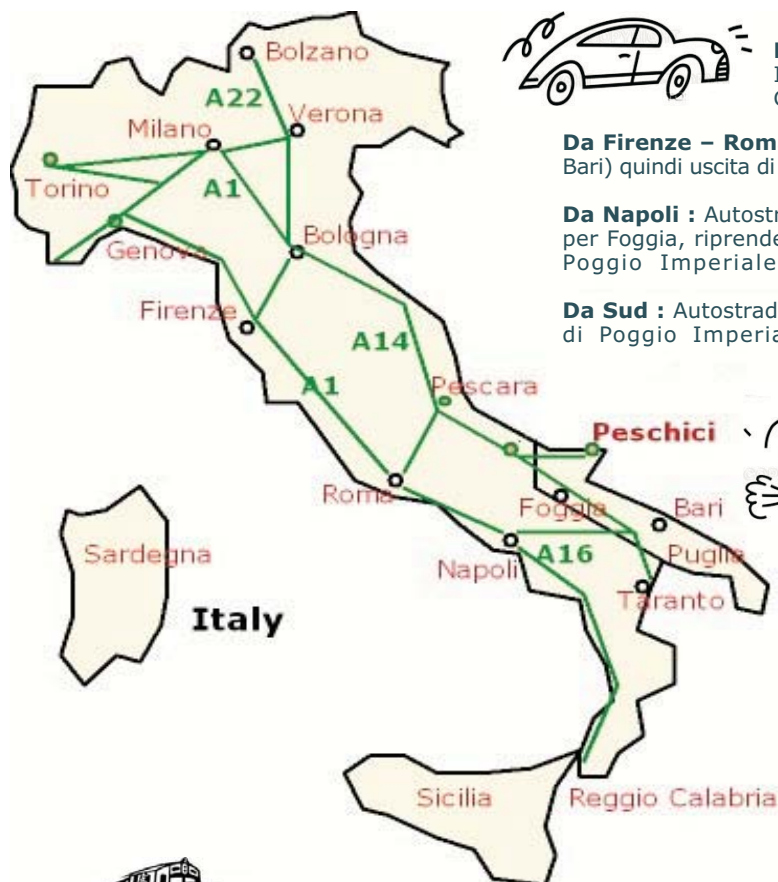 Bolzano
A22
Verona
Milano
Torino
A1
Genova
Bologna
Firenze
A14
A1
Pescara
Peschici
Roma
Foggia
Bari
Napoli
A16
Puglia
Taranto
Sardegna
Italy
Sicilia
Reggio Calabria
Da Firenze – Rom
Bari) quindi uscita di
Da Napoli : Autostr
per Foggia, riprende
Poggio Imperiale
Da Sud : Autostrad
di Poggio Imperia